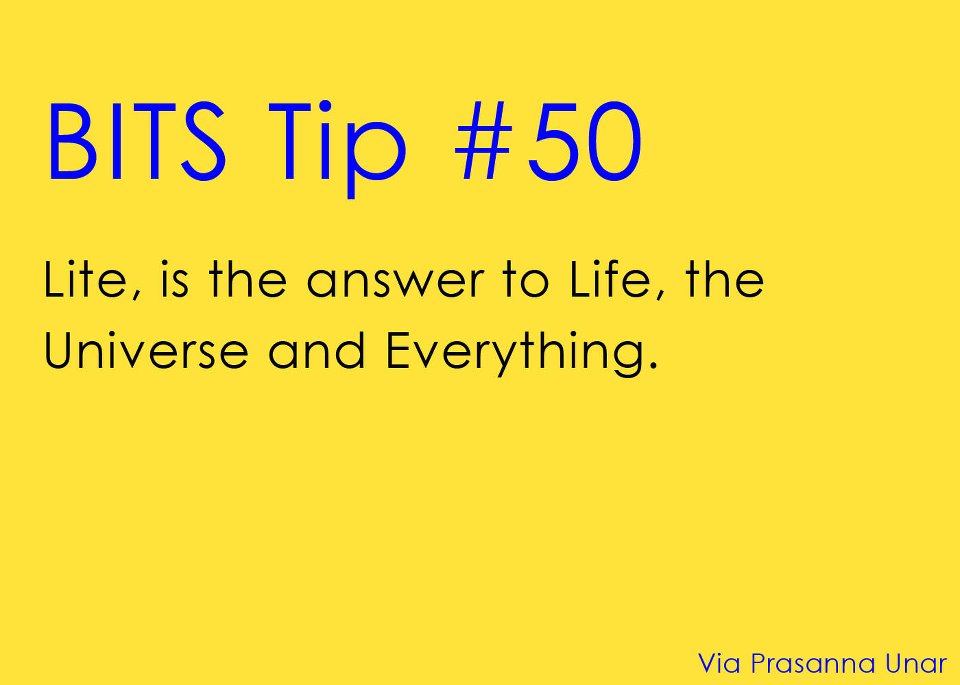 BITS Tip #50
Lite, is the answer to Life, the
Universe and Everything.
Via Prasanna Unar